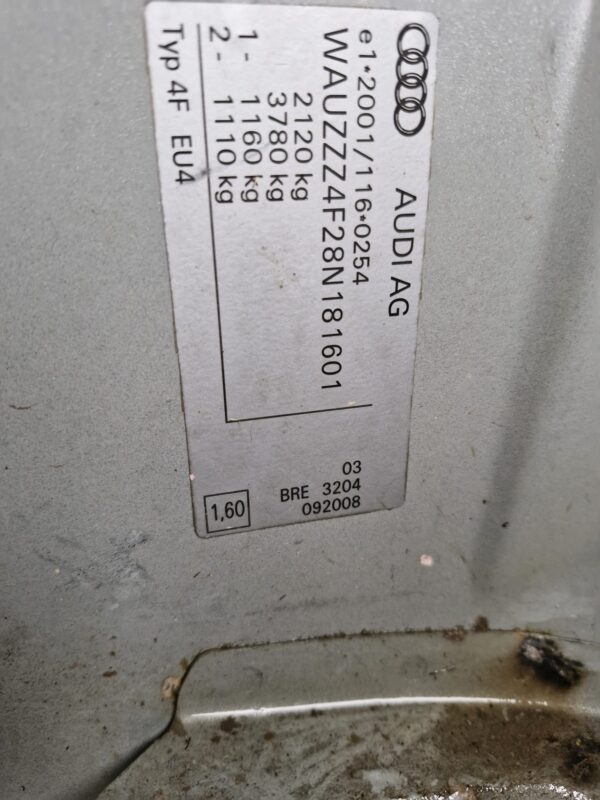 AUDI AG
e1*2001/116*0254
WAUZZZ4F28N181601
2120 kg
3780 kg
1 - 1160 kg
2 - 1110 kg
Typ 4F EU4
03
BRE 3204
092008
1,60